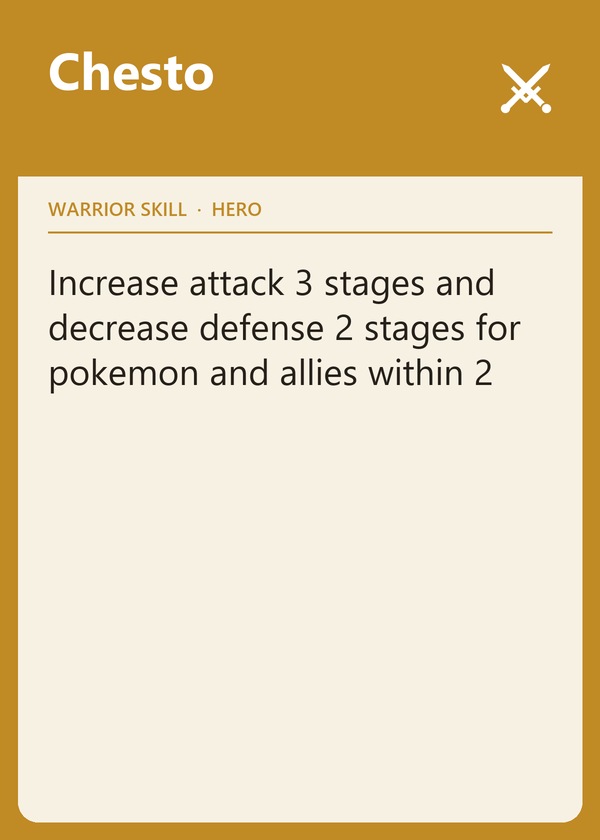 Chesto
WARRIOR SKILL · HERO
Increase attack 3 stages and
decrease defense 2 stages for
pokemon and allies within 2